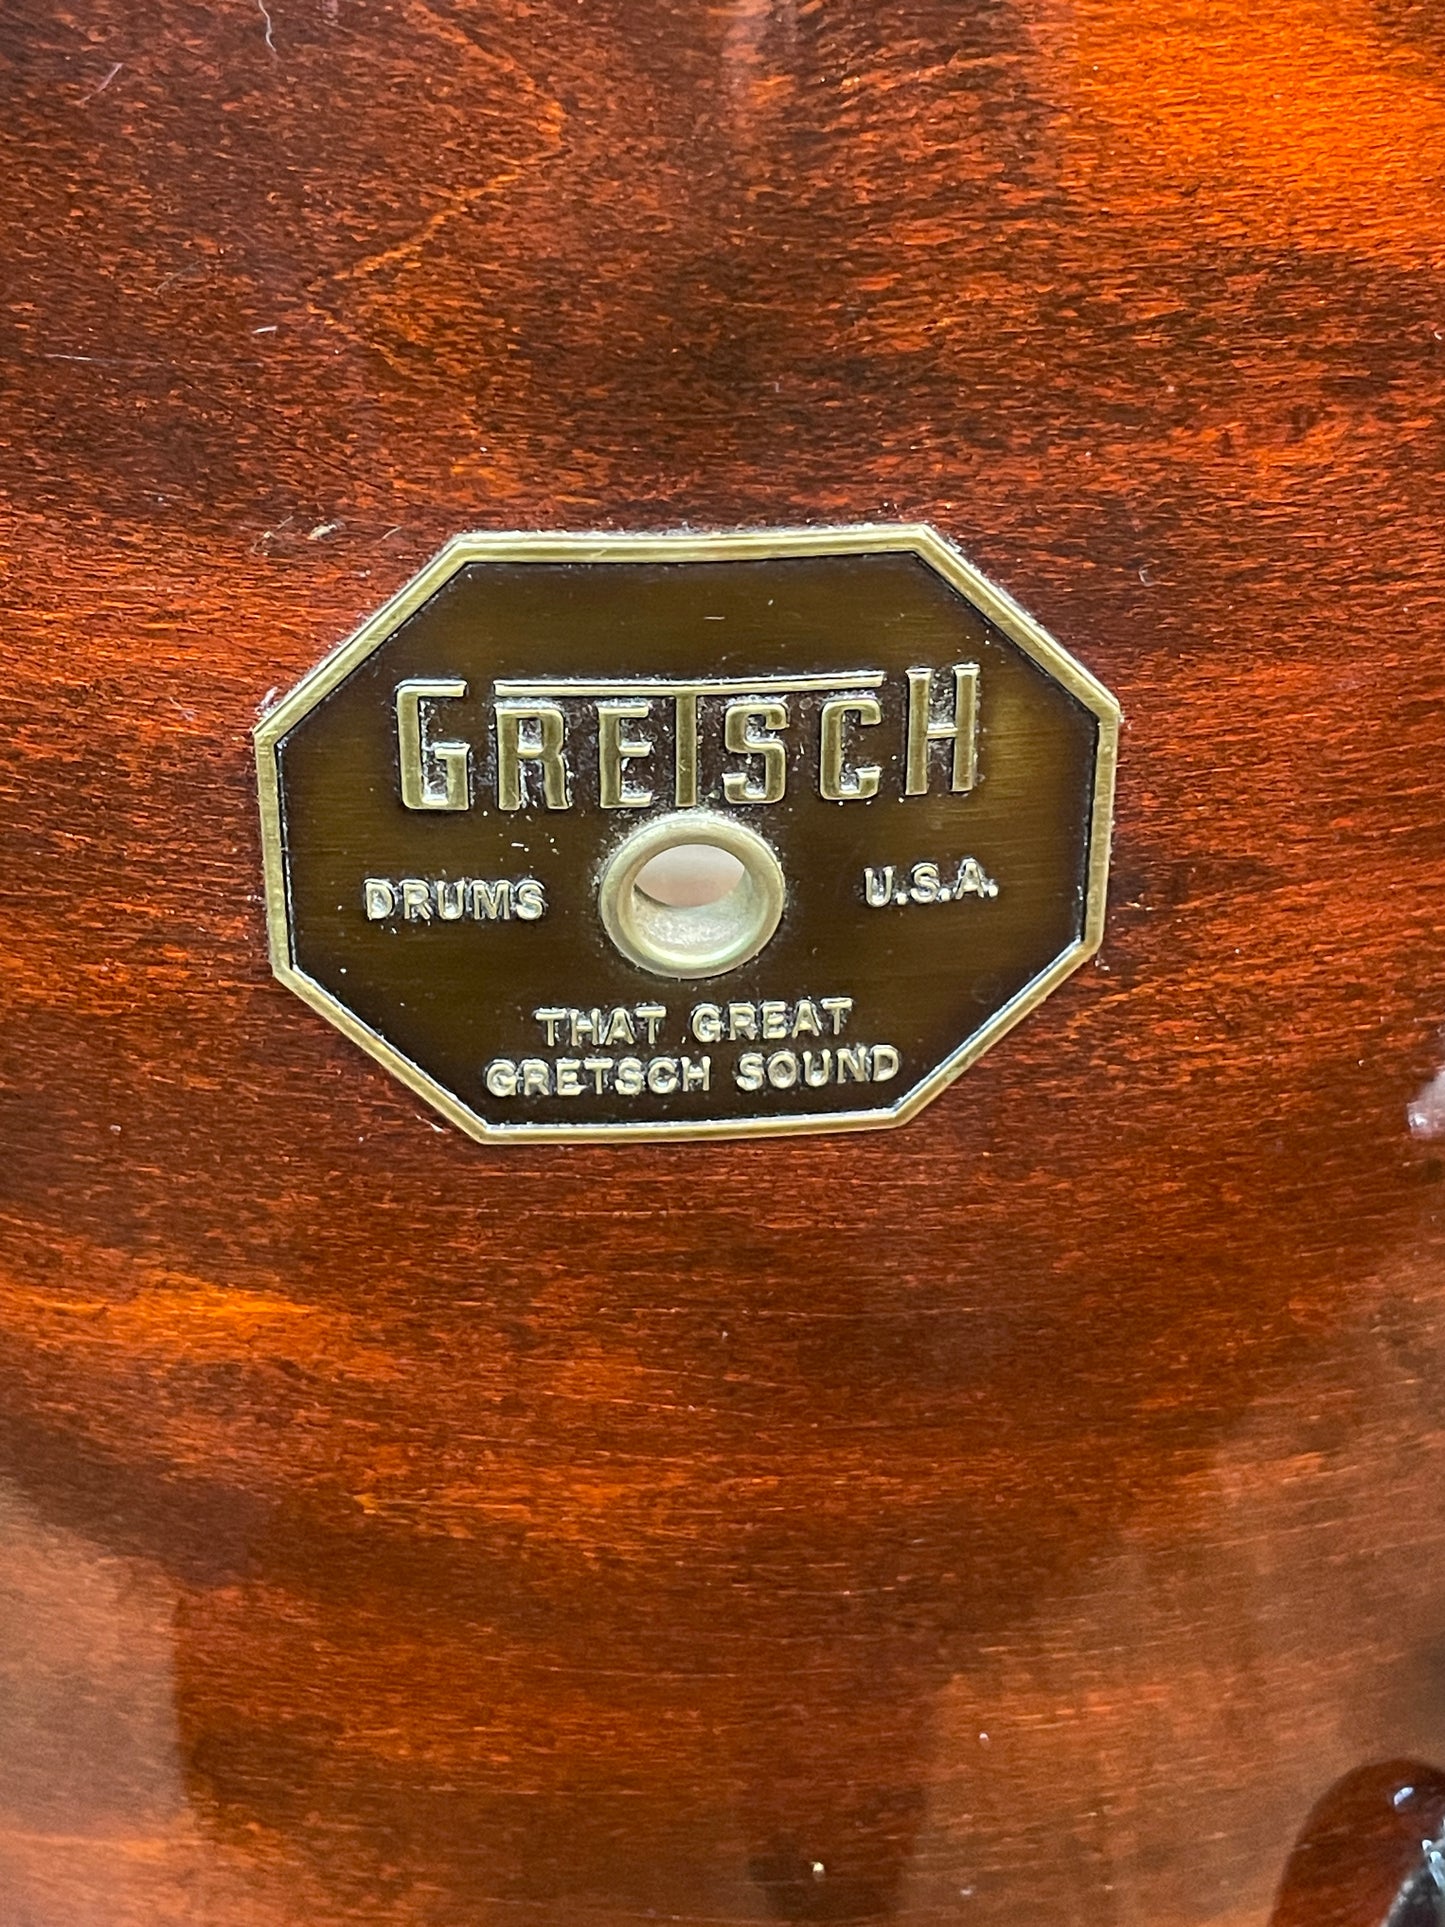 GRETSCH
DRUMS U.S.A.
THAT GREAT
GRETSCH SOUND